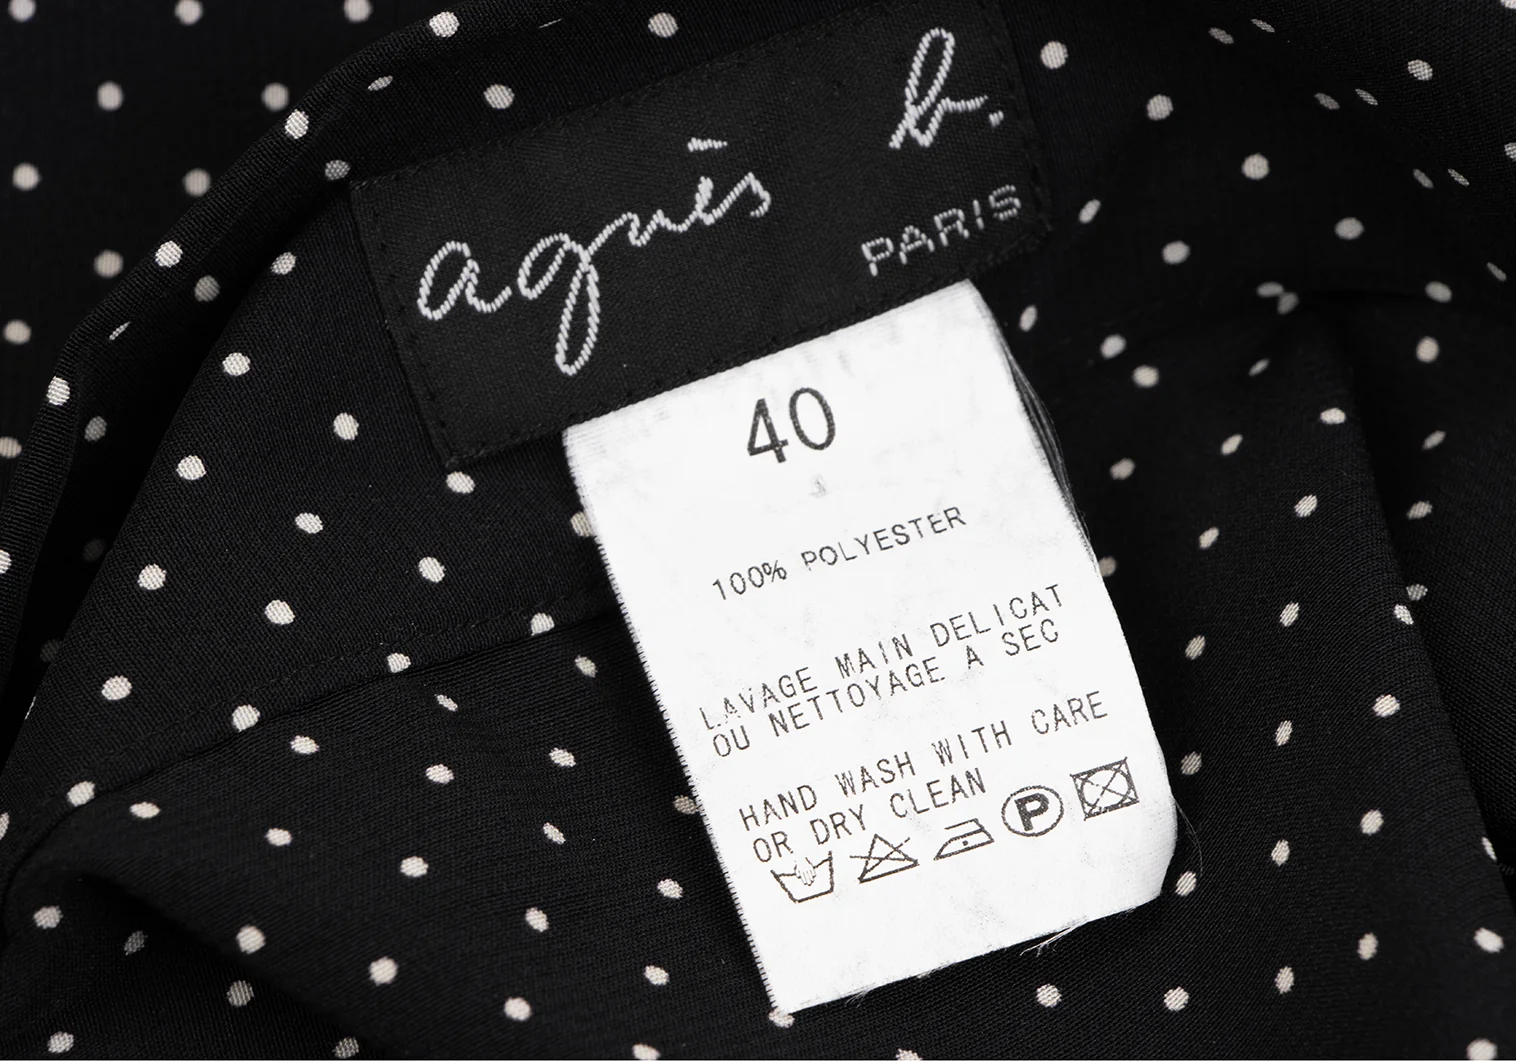 agnès b.
PARIS
40
100% POLYESTER
LAVAGE MAIN DELICAT
OU NETTOYAGE A SEC
HAND WASH WITH CARE
OR DRY CLEAN
P